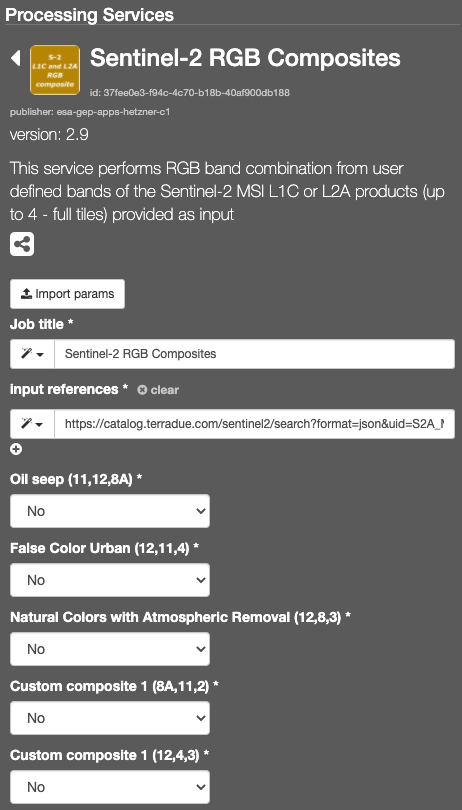 Processing Services
S-2
L1C and L2A
RGB
composite
Sentinel-2 RGB Composites
id: 37fee0e3-f94c-4c70-b18b-40af900db188
publisher: esa-gep-apps-hetzner-c1
version: 2.9
This service performs RGB band combination from user
defined bands of the Sentinel-2 MSI L1C or L2A products (up
to 4 - full tiles) provided as input
Import params
Job title *
Sentinel-2 RGB Composites
input references * clear
https://catalog.terradue.com/sentinel2/search?format=json&uid=S2A_
Oil seep (11,12,8A) *
No
False Color Urban (12,11,4) *
No
Natural Colors with Atmospheric Removal (12,8,3) *
No
Custom composite 1 (8A,11,2) *
No
Custom composite 1 (12,4,3) *
No